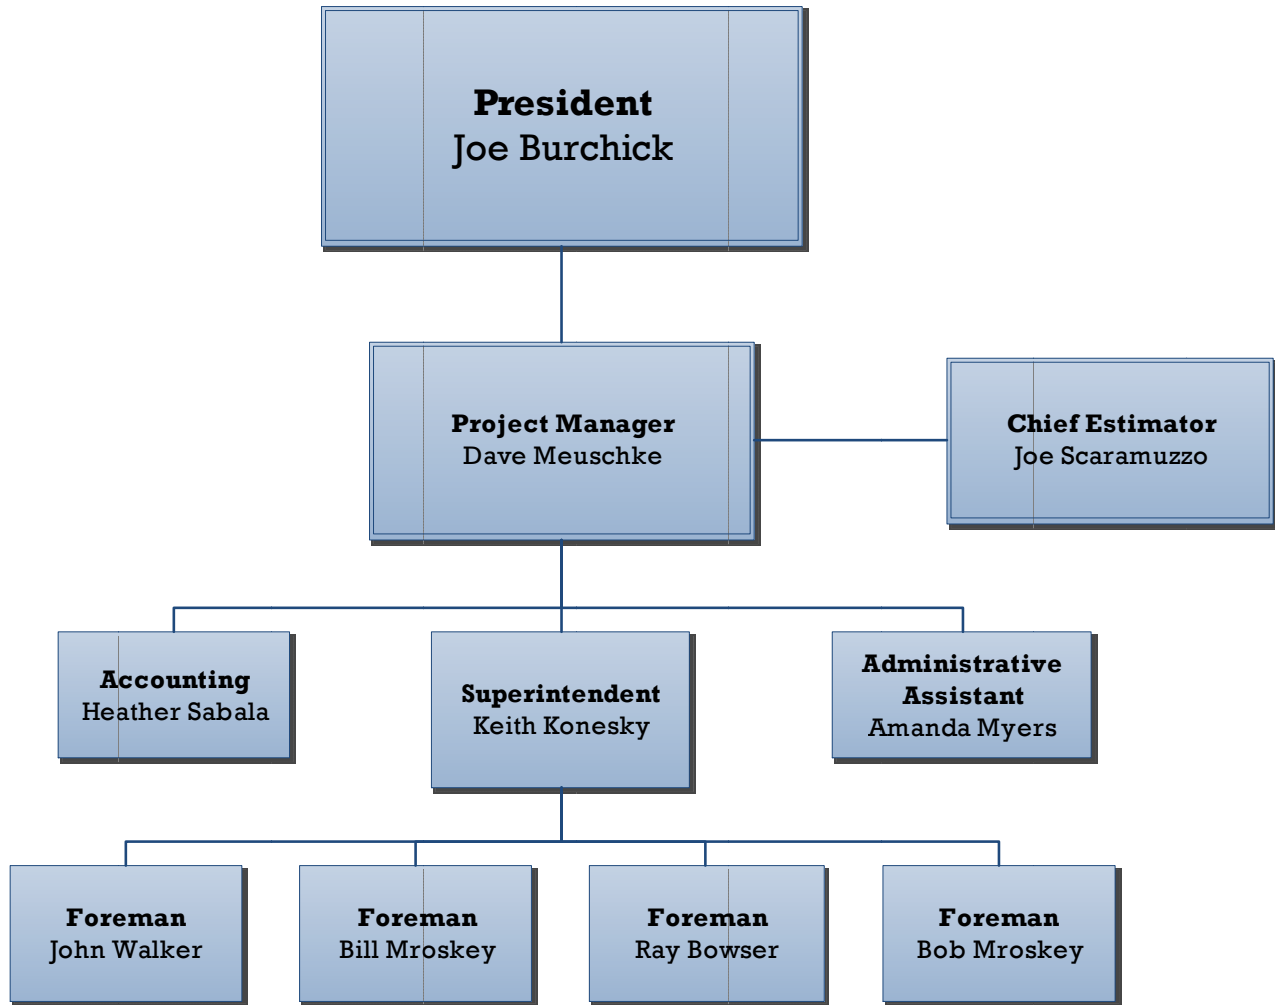 President
Joe Burchick
Project Manager
Dave Meuschke
Chief Estimator
Joe Scaramuzzo
Accounting
Heather Sabala
Superintendent
Keith Konesky
Administrative
Assistant
Amanda Myers
Foreman
John Walker
Foreman
Bill Mroskey
Foreman
Ray Bowser
Foreman
Bob Mroskey